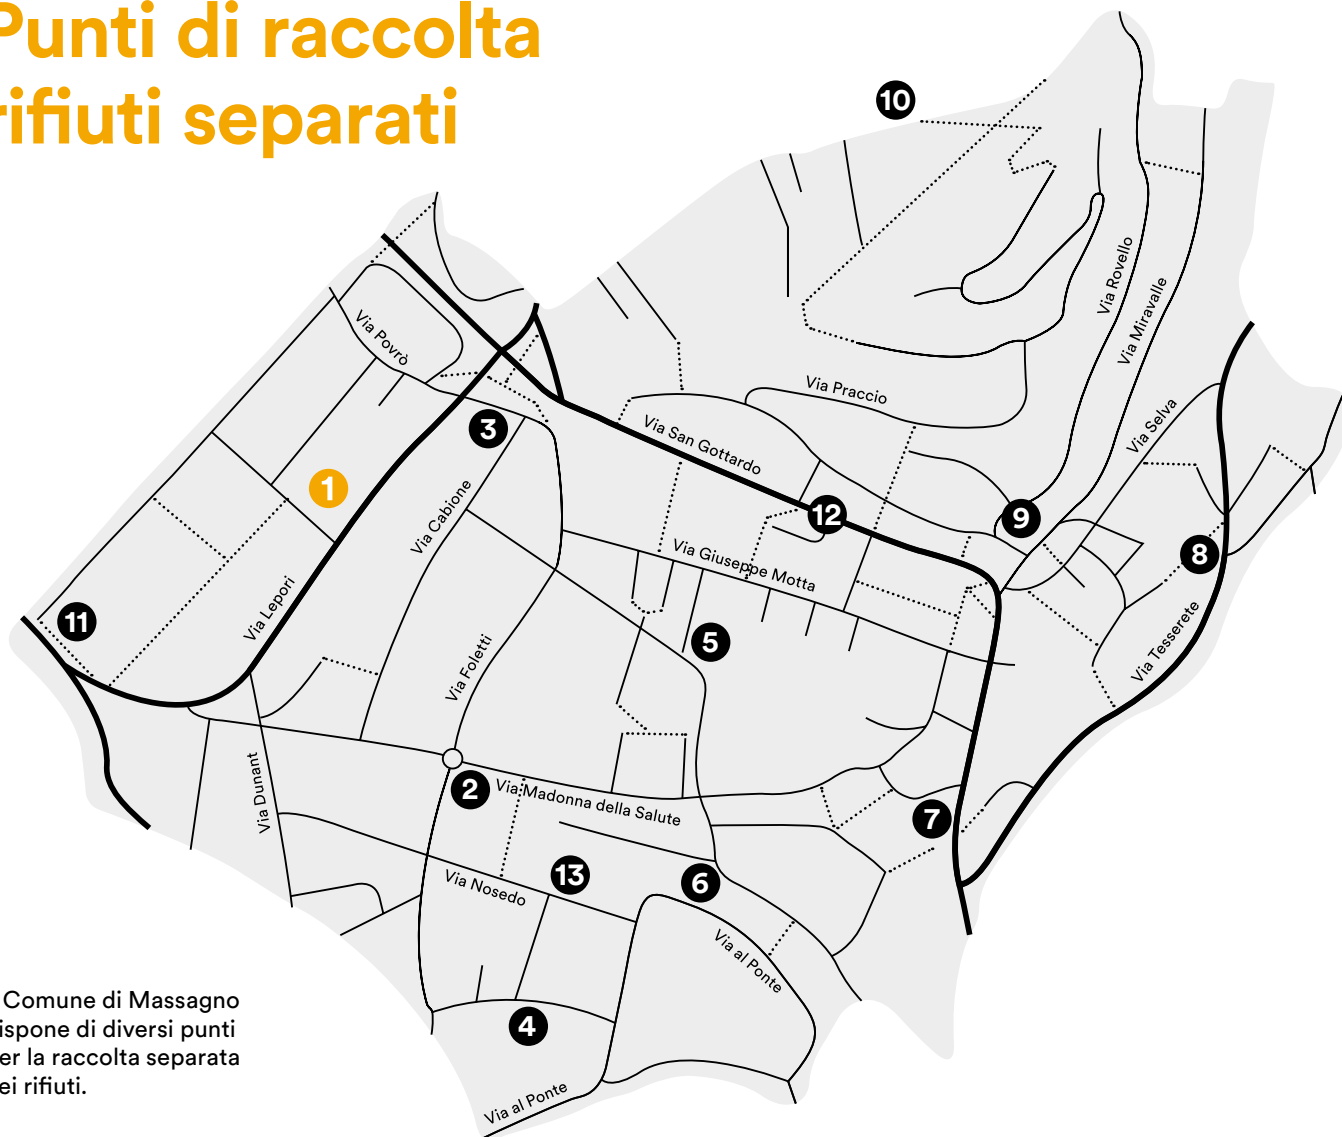 Punti di raccolta
rifiuti separati
10
Via Rovello
Via Miravalle
Via Povrò
Via Praccio
Via San Gottardo
Via Selva
3
1
Via Cabione
12
9
Via Giuseppe Motta
8
Via Lepori
11
Via Foletti
5
Via Tesserete
Via Dunant
2
Via Madonna della Salute
7
Via Nosedo
13
6
Via al Ponte
4
Via al Ponte
Comune di Massagno
ispone di diversi punti
er la raccolta separata
ei rifiuti.